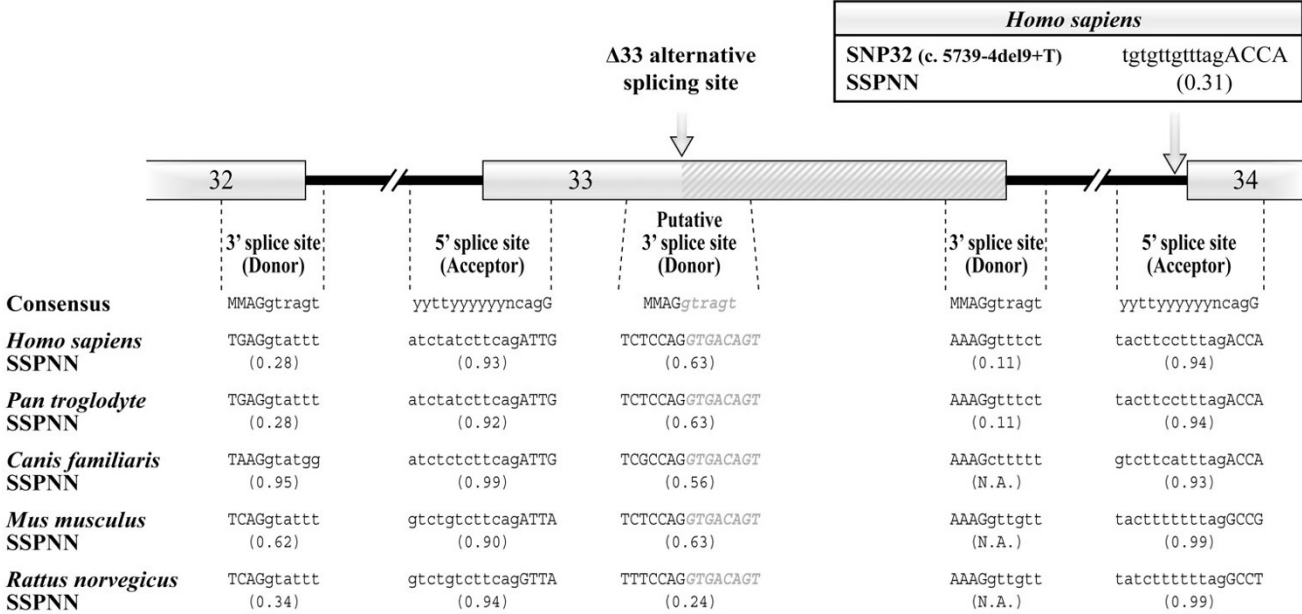 Homo sapiens
SNP32 (c. 5739-4del9+T) tgtgttgtttagACCA
SSPNN (0.31)
Δ33 alternative
splicing site
32 33 34
3’ splice site (Donor)
5’ splice site (Acceptor)
Putative 3’ splice site (Donor)
3’ splice site (Donor)
5’ splice site (Acceptor)
Consensus MMAGgtragt yyttyyyyyyncagG MMAGgtragt MMAGgtragt yyttyyyyyyncagG
Homo sapiens TGAGgtattt atctatcttcagATTG TCTCCAGGTGACAGT AAAGgtttct tacttcctttagACCA
SSPNN (0.28) (0.93) (0.63) (0.11) (0.94)
Pan troglodyte TGAGgtattt atctatcttcagATTG TCTCCAGGTGACAGT AAAGgtttct tacttcctttagACCA
SSPNN (0.28) (0.92) (0.63) (0.11) (0.94)
Canis familiaris TAAGgtatgg atctctcttcagATTG TCGCCAGGTGACAGT AAAGcttttt gtcttcatttagACCA
SSPNN (0.95) (0.99) (0.56) (N.A.) (0.93)
Mus musculus TCAGgtattt gtctgtcttcagATTA TCTCCAGGTGACAGT AAAGgttgtt tacttttttt​agGCCG
SSPNN (0.62) (0.90) (0.63) (N.A.) (0.99)
Rattus norvegicus TCAGgtattt gtctgtcttcagGTTA TTTCCAGGTGACAGT AAAGgttgtt tatcttttttagGCCT
SSPNN (0.34) (0.94) (0.24) (N.A.) (0.99)